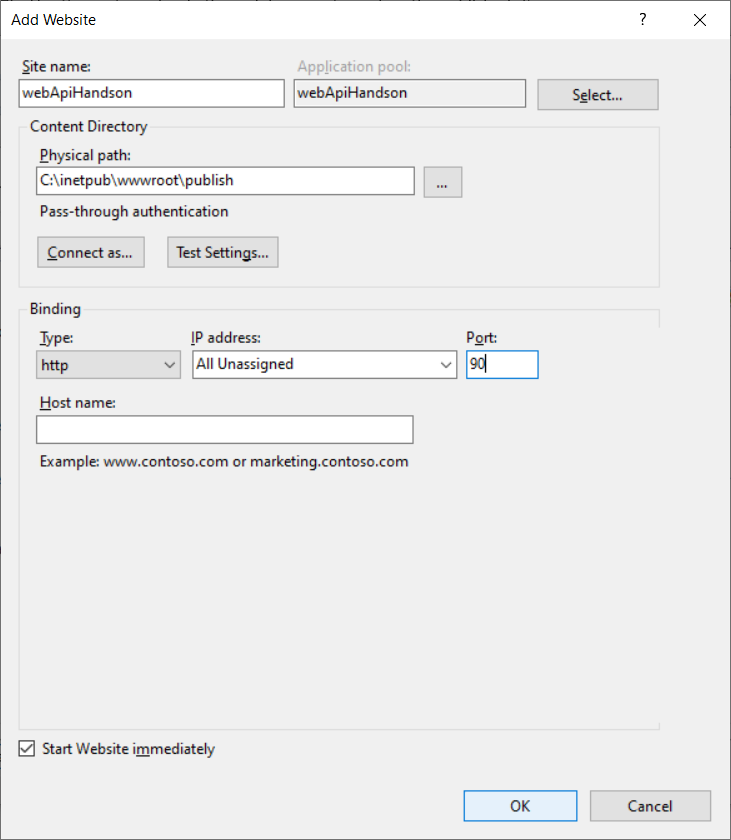 Add Website
?
Site name:
Application pool:
webApiHandson
webApiHandson
Select...
Content Directory
Physical path:
C:\inetpub\wwwroot\publish
...
Pass-through authentication
Connect as...
Test Settings...
Binding
Type:
IP address:
Port:
http
All Unassigned
90
Host name:
Example: www.contoso.com or marketing.contoso.com
Start Website immediately
OK
Cancel